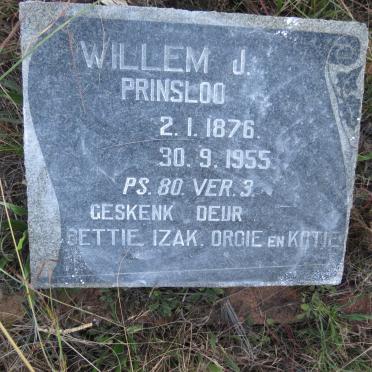 WILLEM J.
PRINSLOO
2.1.1876.
30.9.1955
PS. 80. VER. 3.
GESKENK DEUR
BETTIE, IZAK. ORGIE EN KOTIE